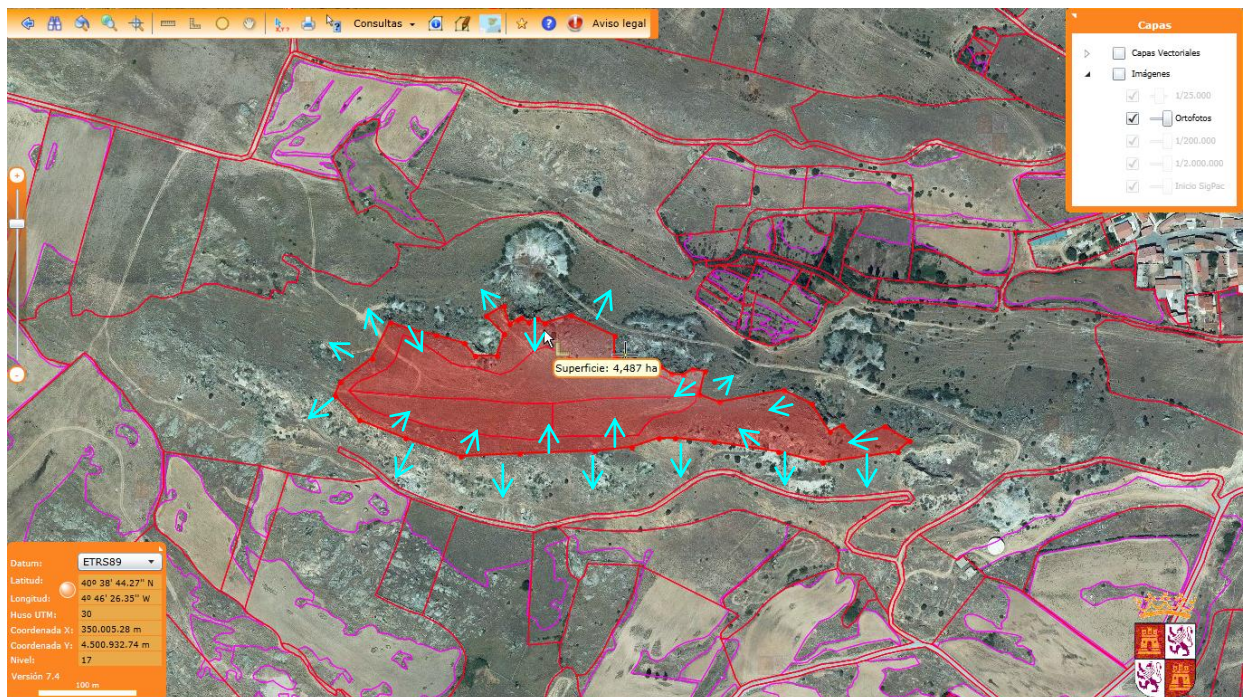 Consultas
Aviso legal
Capas
Capas Vectoriales
Imágenes
1/25.000
Ortofotos
1/200.000
1/2.000.000
Inicio SigPac
Superficie: 4,487 ha
Datum: ETRS89
Latitud: 40º 38' 44.27'' N
Longitud: 4º 46' 26.35'' W
Huso UTM: 30
Coordenada X: 350.005.28 m
Coordenada Y: 4.500.932.74 m
Nivel: 17
Versión 7.4
100 m